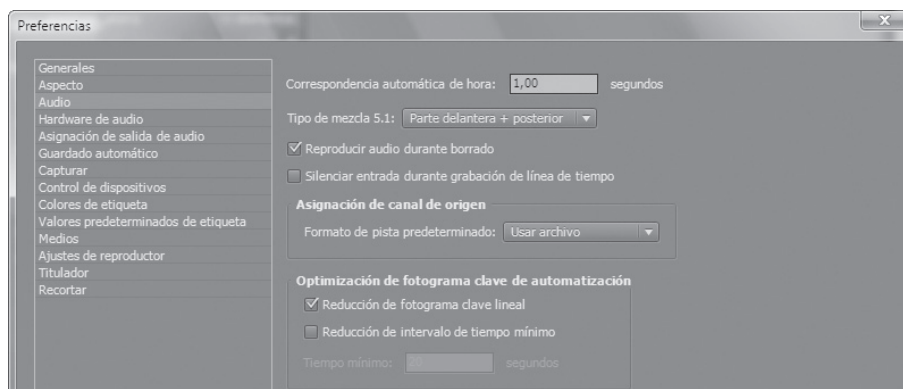 Preferencias
Generales
Aspecto
Audio
Hardware de audio
Asignación de salida de audio
Guardado automático
Capturar
Control de dispositivos
Colores de etiqueta
Valores predeterminados de etiqueta
Medios
Ajustes de reproductor
Titulador
Recortar
Correspondencia automática de hora: 1,00 segundos
Tipo de mezcla 5.1: Parte delantera + posterior
Reproducir audio durante borrado
Silenciar entrada durante grabación de línea de tiempo
Asignación de canal de origen
Formato de pista predeterminado: Usar archivo
Optimización de fotograma clave de automatización
Reducción de fotograma clave lineal
Reducción de intervalo de tiempo mínimo
Tiempo mínimo: 20 segundos